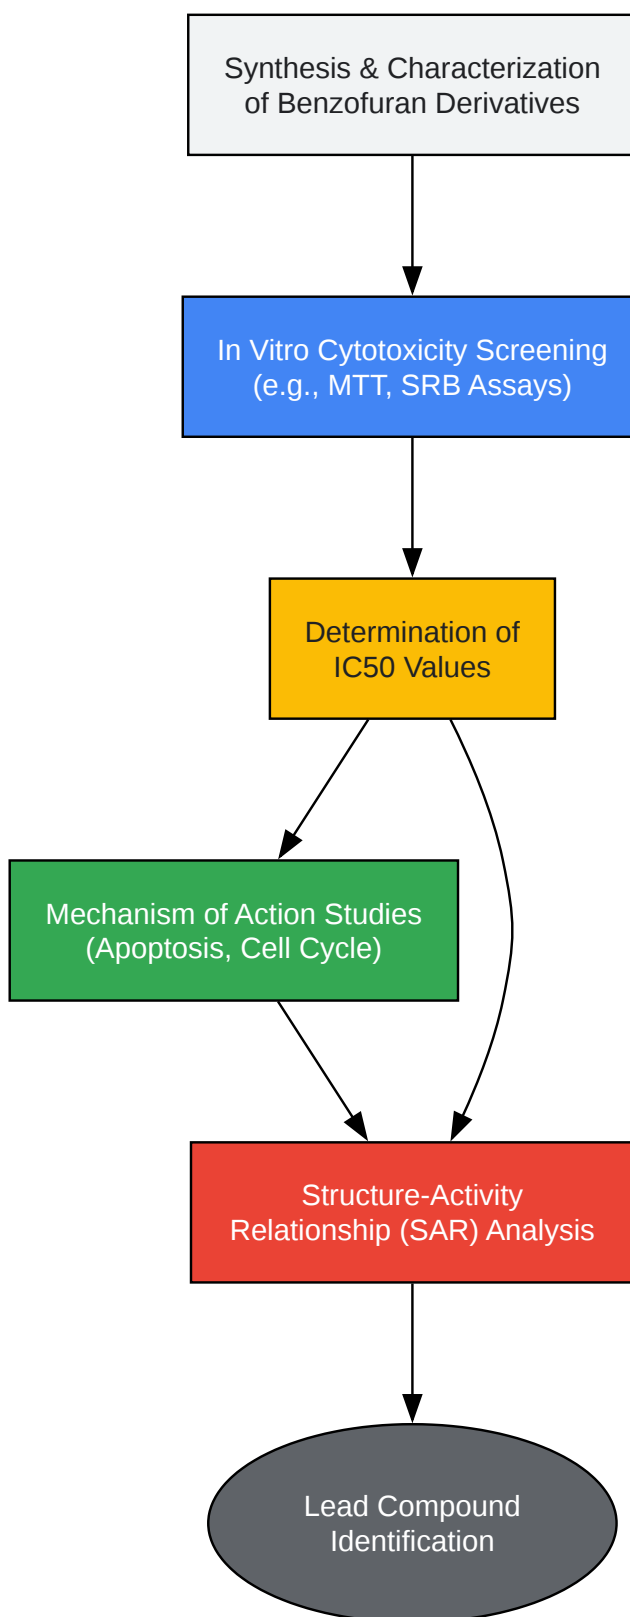 Synthesis & Characterization
of Benzofuran Derivatives
In Vitro Cytotoxicity Screening
(e.g., MTT, SRB Assays)
Determination of
IC50 Values
Mechanism of Action Studies
(Apoptosis, Cell Cycle)
Structure-Activity
Relationship (SAR) Analysis
Lead Compound
Identification